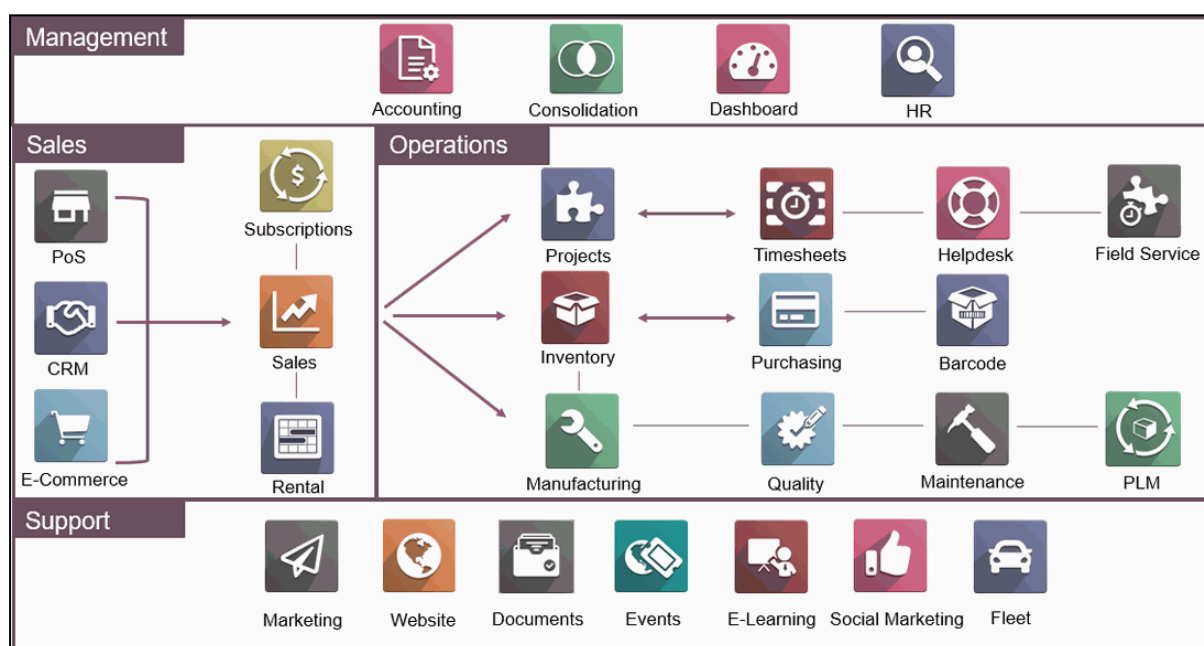 Management
Accounting
Consolidation
Dashboard
HR
Sales
PoS
CRM
E-Commerce
$
Subscriptions
Sales
Rental
Operations
Projects
Timesheets
Helpdesk
Field Service
Inventory
Purchasing
Barcode
Manufacturing
Quality
Maintenance
PLM
Support
Marketing
Website
Documents
Events
E-Learning
Social Marketing
Fleet